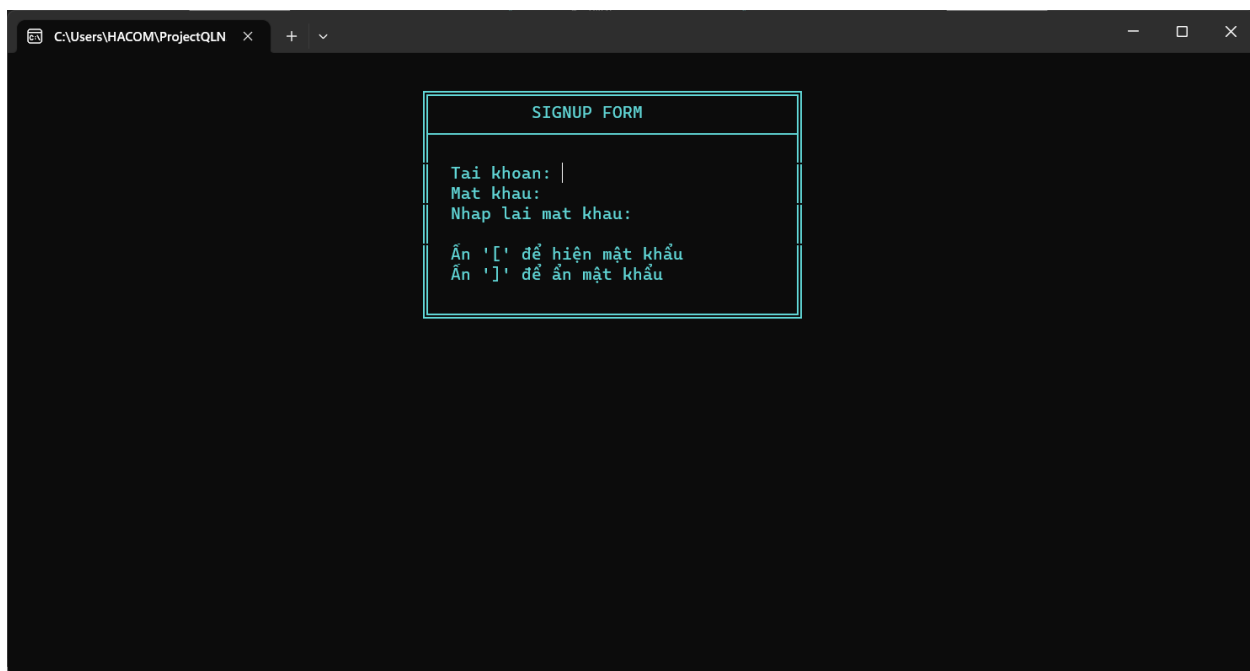 C:\Users\HACOM\ProjectQLN
SIGNUP FORM
Tai khoan:
Mat khau:
Nhap lai mat khau:
Ấn '[' để hiện mật khẩu
Ấn ']' để ẩn mật khẩu